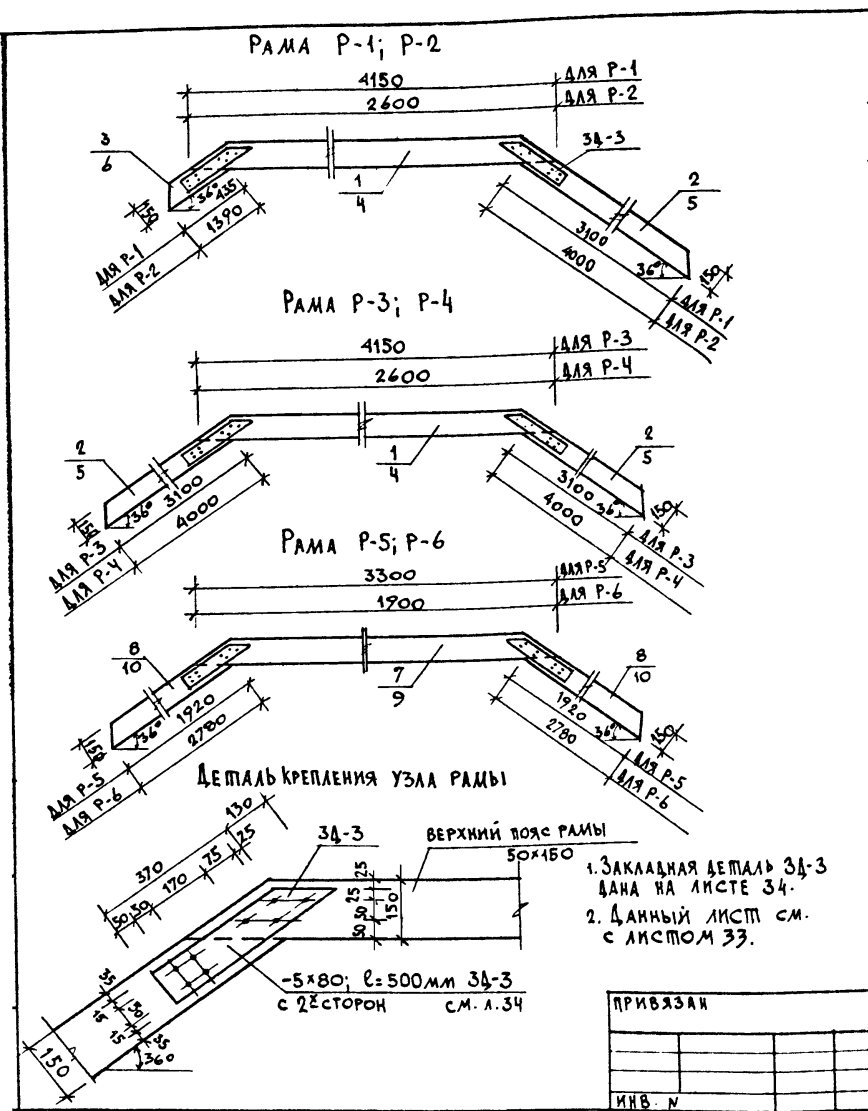 РАМА Р-1; Р-2
4150 ДЛЯ Р-1
2600 ДЛЯ Р-2
3
6
ЗД-3
1
4
2
5
36°
435
150
1390
ДЛЯ Р-1
ДЛЯ Р-2
3100
4000
36°
150
ДЛЯ Р-1
ДЛЯ Р-2
РАМА Р-3; Р-4
4150 ДЛЯ Р-3
2600 ДЛЯ Р-4
2
5
1
4
2
5
150
36°
3100
4000
ДЛЯ Р-3
ДЛЯ Р-4
3100
4000
36°
150
ДЛЯ Р-3
ДЛЯ Р-4
РАМА Р-5; Р-6
3300 ДЛЯ Р-5
1900 ДЛЯ Р-6
8
10
7
9
8
10
150
36°
1920
2780
ДЛЯ Р-5
ДЛЯ Р-6
1920
2780
36°
150
ДЛЯ Р-5
ДЛЯ Р-6
ДЕТАЛЬ КРЕПЛЕНИЯ УЗЛА РАМЫ
130
370
75
25
170
50
50
ЗД-3
ВЕРХНИЙ ПОЯС РАМЫ
50×150
25
25
50
50
150
-5×80; ℓ=500мм ЗД-3
С 2Х СТОРОН СМ. Л.34
35
15
50
15
35
150
360
1. ЗАКЛАДНАЯ ДЕТАЛЬ ЗД-3
ДАНА НА ЛИСТЕ 34.
2. ДАННЫЙ ЛИСТ СМ.
С ЛИСТОМ 33.
ПРИВЯЗАН
ИНВ. N